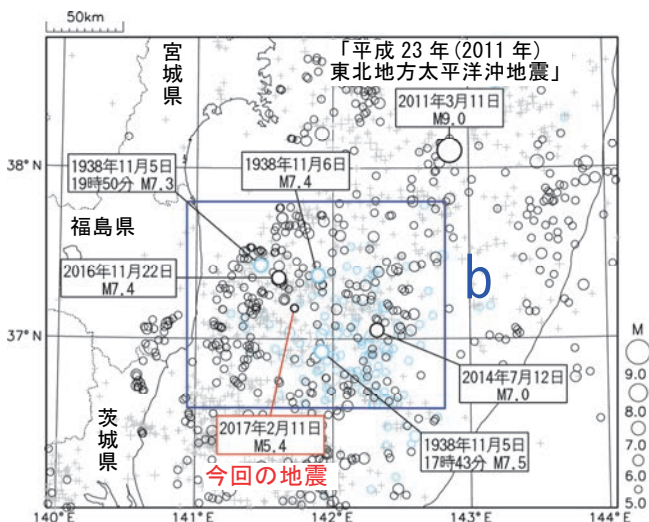 50km
宮城県
「平成 23 年 (2011 年)
東北地方太平洋沖地震」
2011年3月11日
M9.0
38°N
1938年11月5日
19時50分 M7.3
1938年11月6日
M7.4
福島県
2016年11月22日
M7.4
b
37°N
M
9.0
8.0
7.0
6.0
5.0
2014年7月12日
M7.0
茨城県
2017年2月11日
M5.4
今回の地震
1938年11月5日
17時43分 M7.5
140°E
141°E
142°E
143°E
144°E